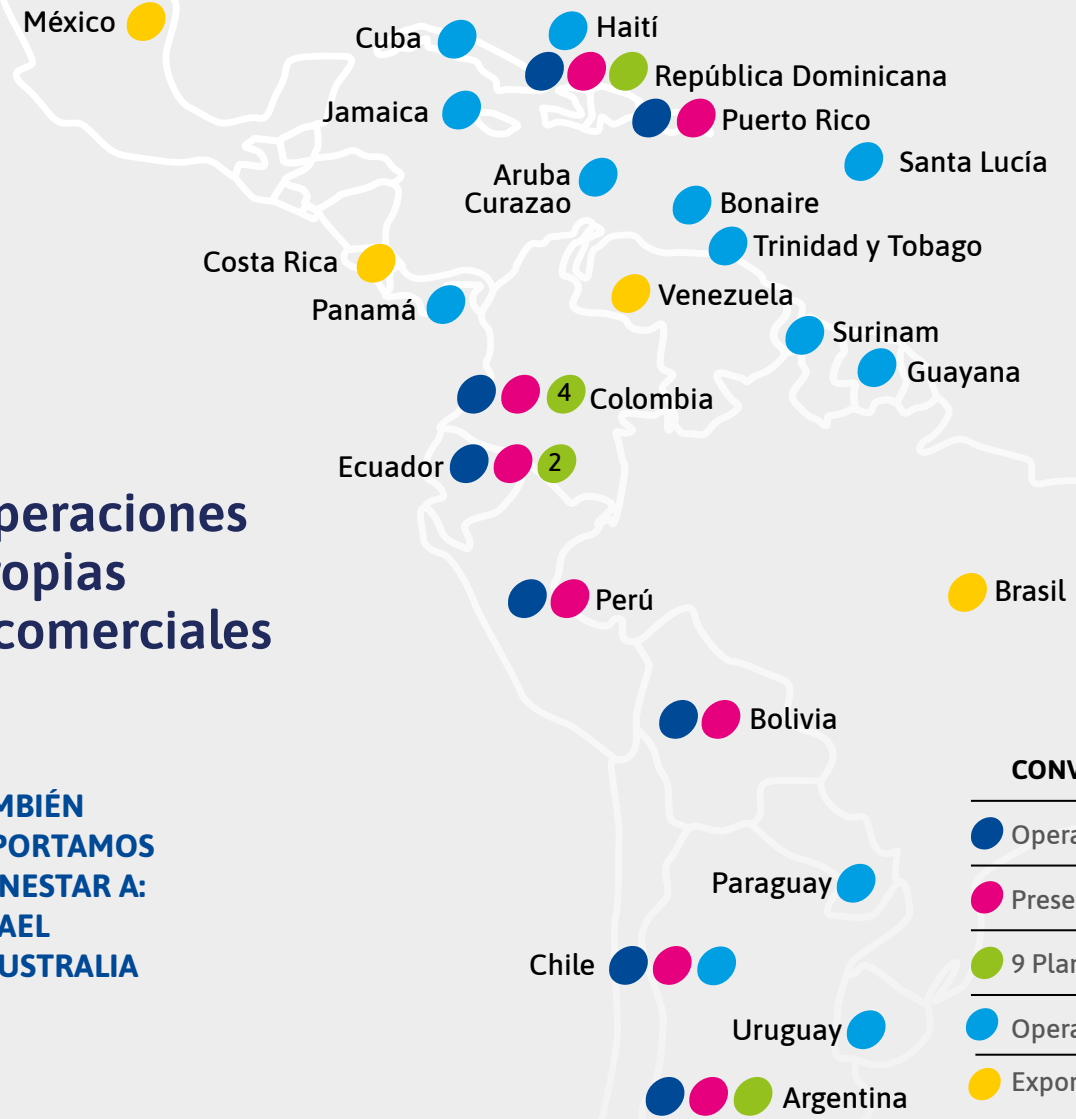 México
Cuba
Haití
República Dominicana
Jamaica
Puerto Rico
Santa Lucía
Aruba
Curazao
Bonaire
Trinidad y Tobago
Costa Rica
Venezuela
Panamá
Surinam
Guayana
4 Colombia
Ecuador 2
peraciones
opias
comerciales
Perú
Brasil
Bolivia
MBIÉN
PORTAMOS
NESTAR A:
AEL
USTRALIA
CONV
Opera
Prese
9 Plan
Opera
Expor
Paraguay
Chile
Uruguay
Argentina